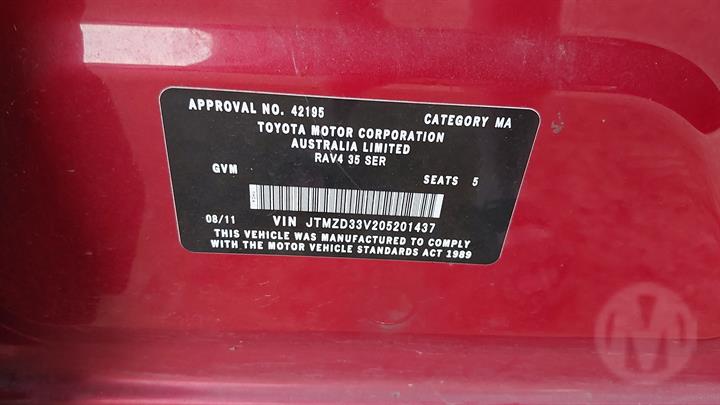 APPROVAL NO. 42195 CATEGORY MA
TOYOTA MOTOR CORPORATION
AUSTRALIA LIMITED
RAV4 35 SER
GVM SEATS 5
08/11 VIN JTMZD33V205201437
THIS VEHICLE WAS MANUFACTURED TO COMPLY
WITH THE MOTOR VEHICLE STANDARDS ACT 1989
M